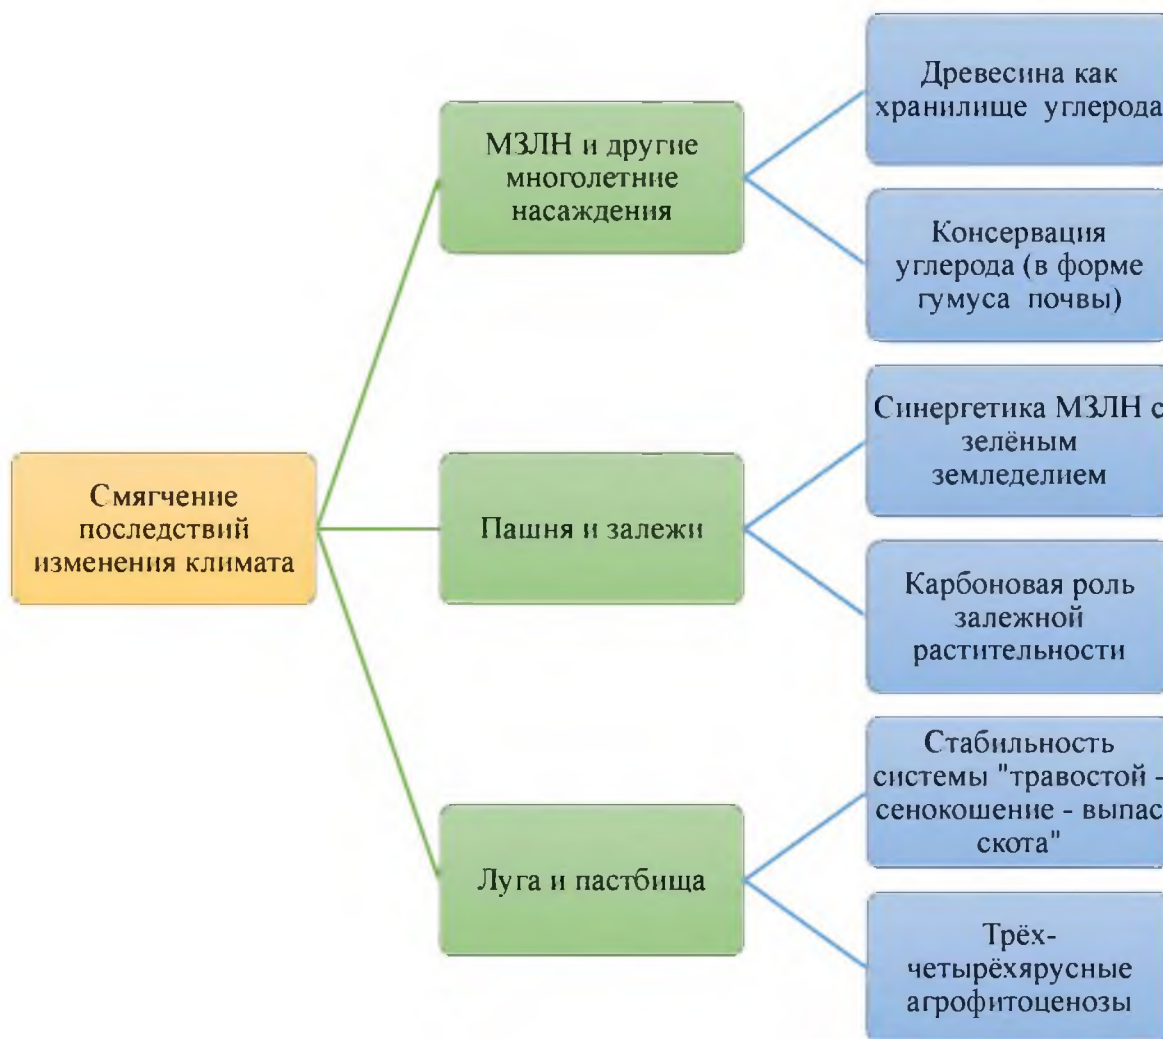 Древесина как
хранилище углерода
МЗЛН и другие
многолетние
насаждения
Консервация
углерода (в форме
гумуса почвы)
Синергетика МЗЛН с
зелёным
земледелием
Смягчение
последствий
изменения климата
Пашня и залежи
Карбоновая роль
залежной
растительности
Стабильность
системы "травостой -
сенокошение - выпас
скота"
Луга и пастбища
Трёх-
четырёхярусные
агрофитоценозы